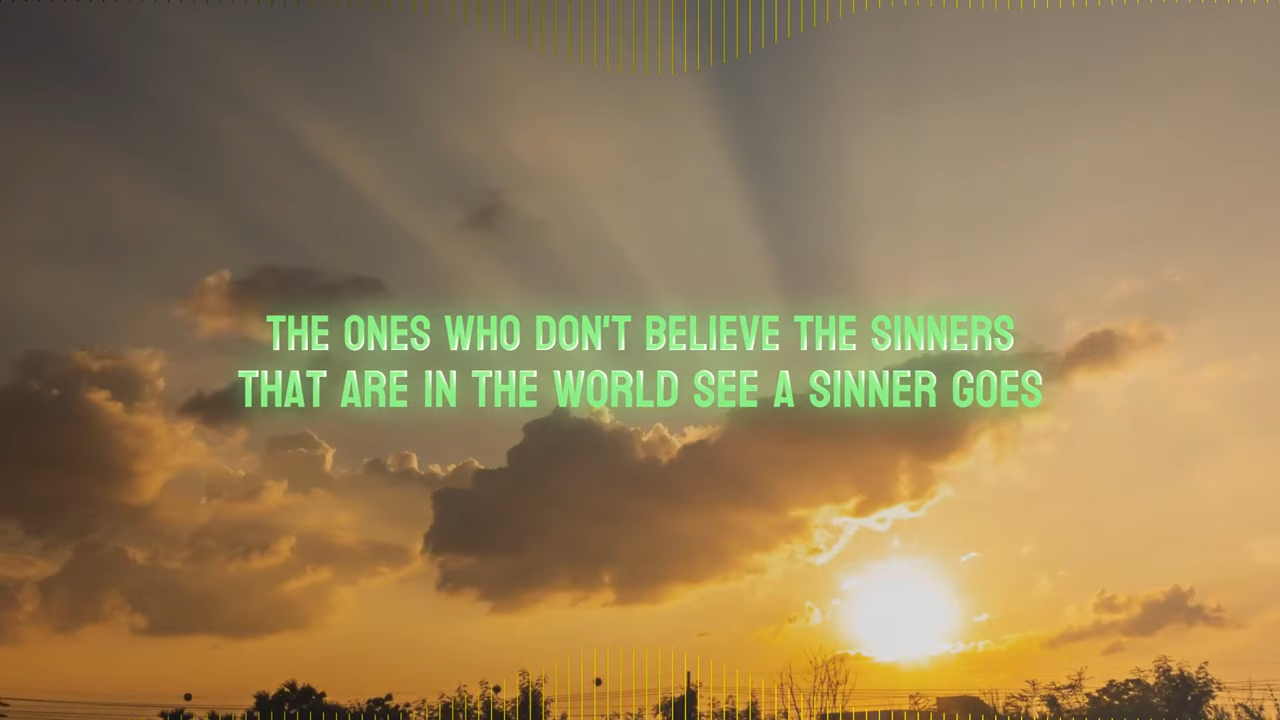 THE ONES WHO DON'T BELIEVE THE SINNERS
THAT ARE IN THE WORLD SEE A SINNER GOES